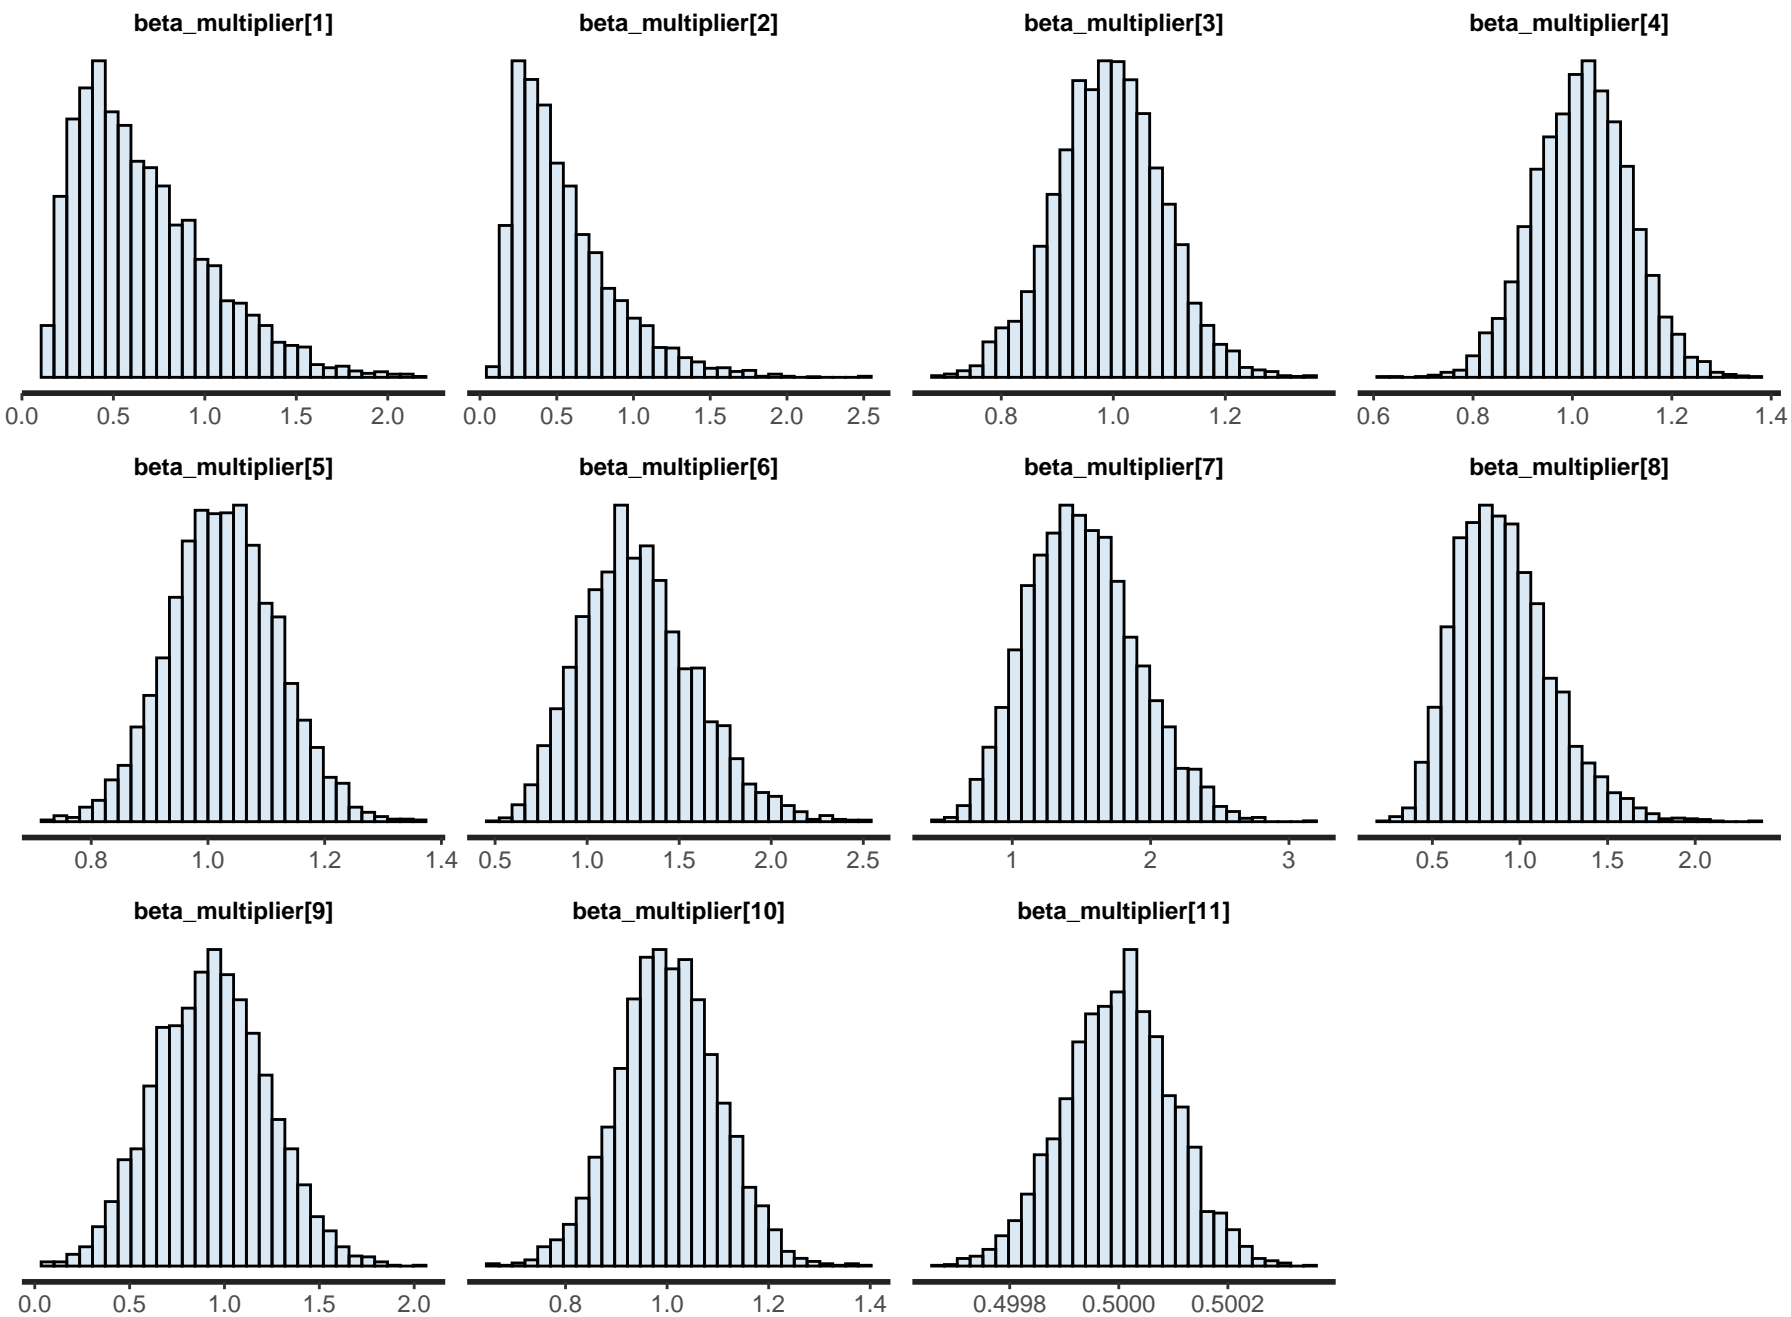 beta_multiplier[1] beta_multiplier[2] beta_multiplier[3] beta_multiplier[4]
0.0 0.5 1.0 1.5 2.0 0.0 0.5 1.0 1.5 2.0 2.5 0.8 1.0 1.2 0.6 0.8 1.0 1.2 1.4
beta_multiplier[5] beta_multiplier[6] beta_multiplier[7] beta_multiplier[8]
0.8 1.0 1.2 1.4 0.5 1.0 1.5 2.0 2.5 1 2 3 0.5 1.0 1.5 2.0
beta_multiplier[9] beta_multiplier[10] beta_multiplier[11]
0.0 0.5 1.0 1.5 2.0 0.8 1.0 1.2 1.4 0.4998 0.5000 0.5002